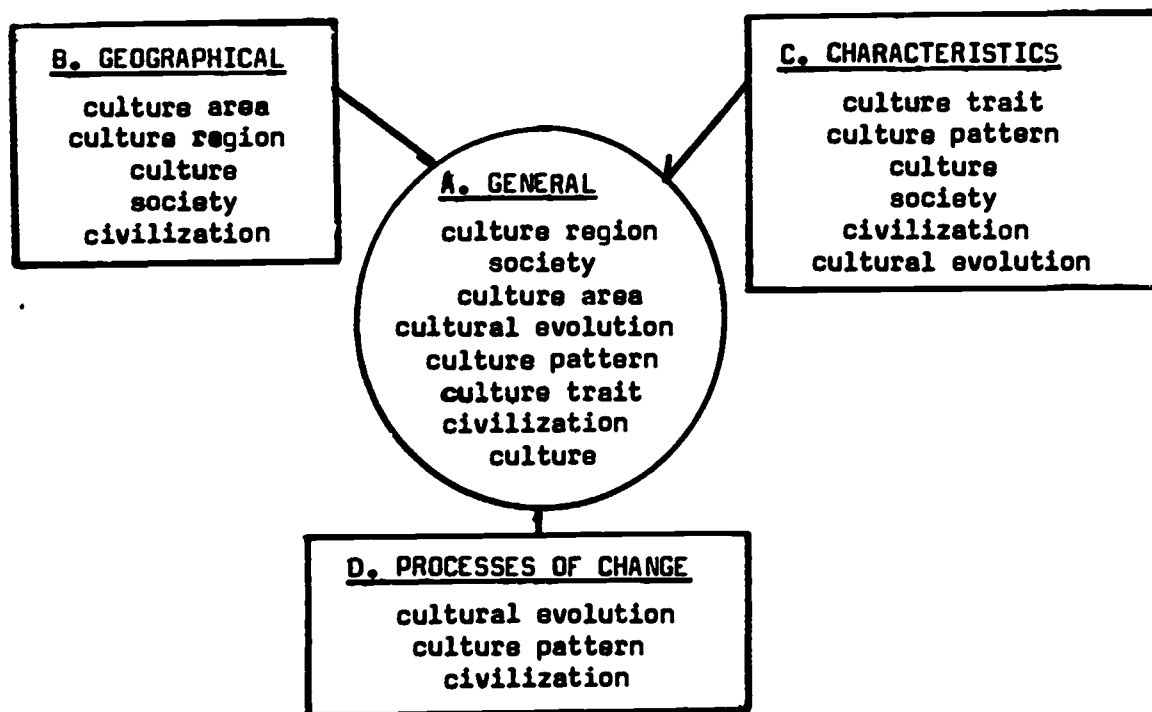 B. GEOGRAPHICAL
culture area
culture region
culture
society
civilization
C. CHARACTERISTICS
culture trait
culture pattern
culture
society
civilization
cultural evolution
A. GENERAL
culture region
society
culture area
cultural evolution
culture pattern
culture trait
civilization
culture
D. PROCESSES OF CHANGE
cultural evolution
culture pattern
civilization